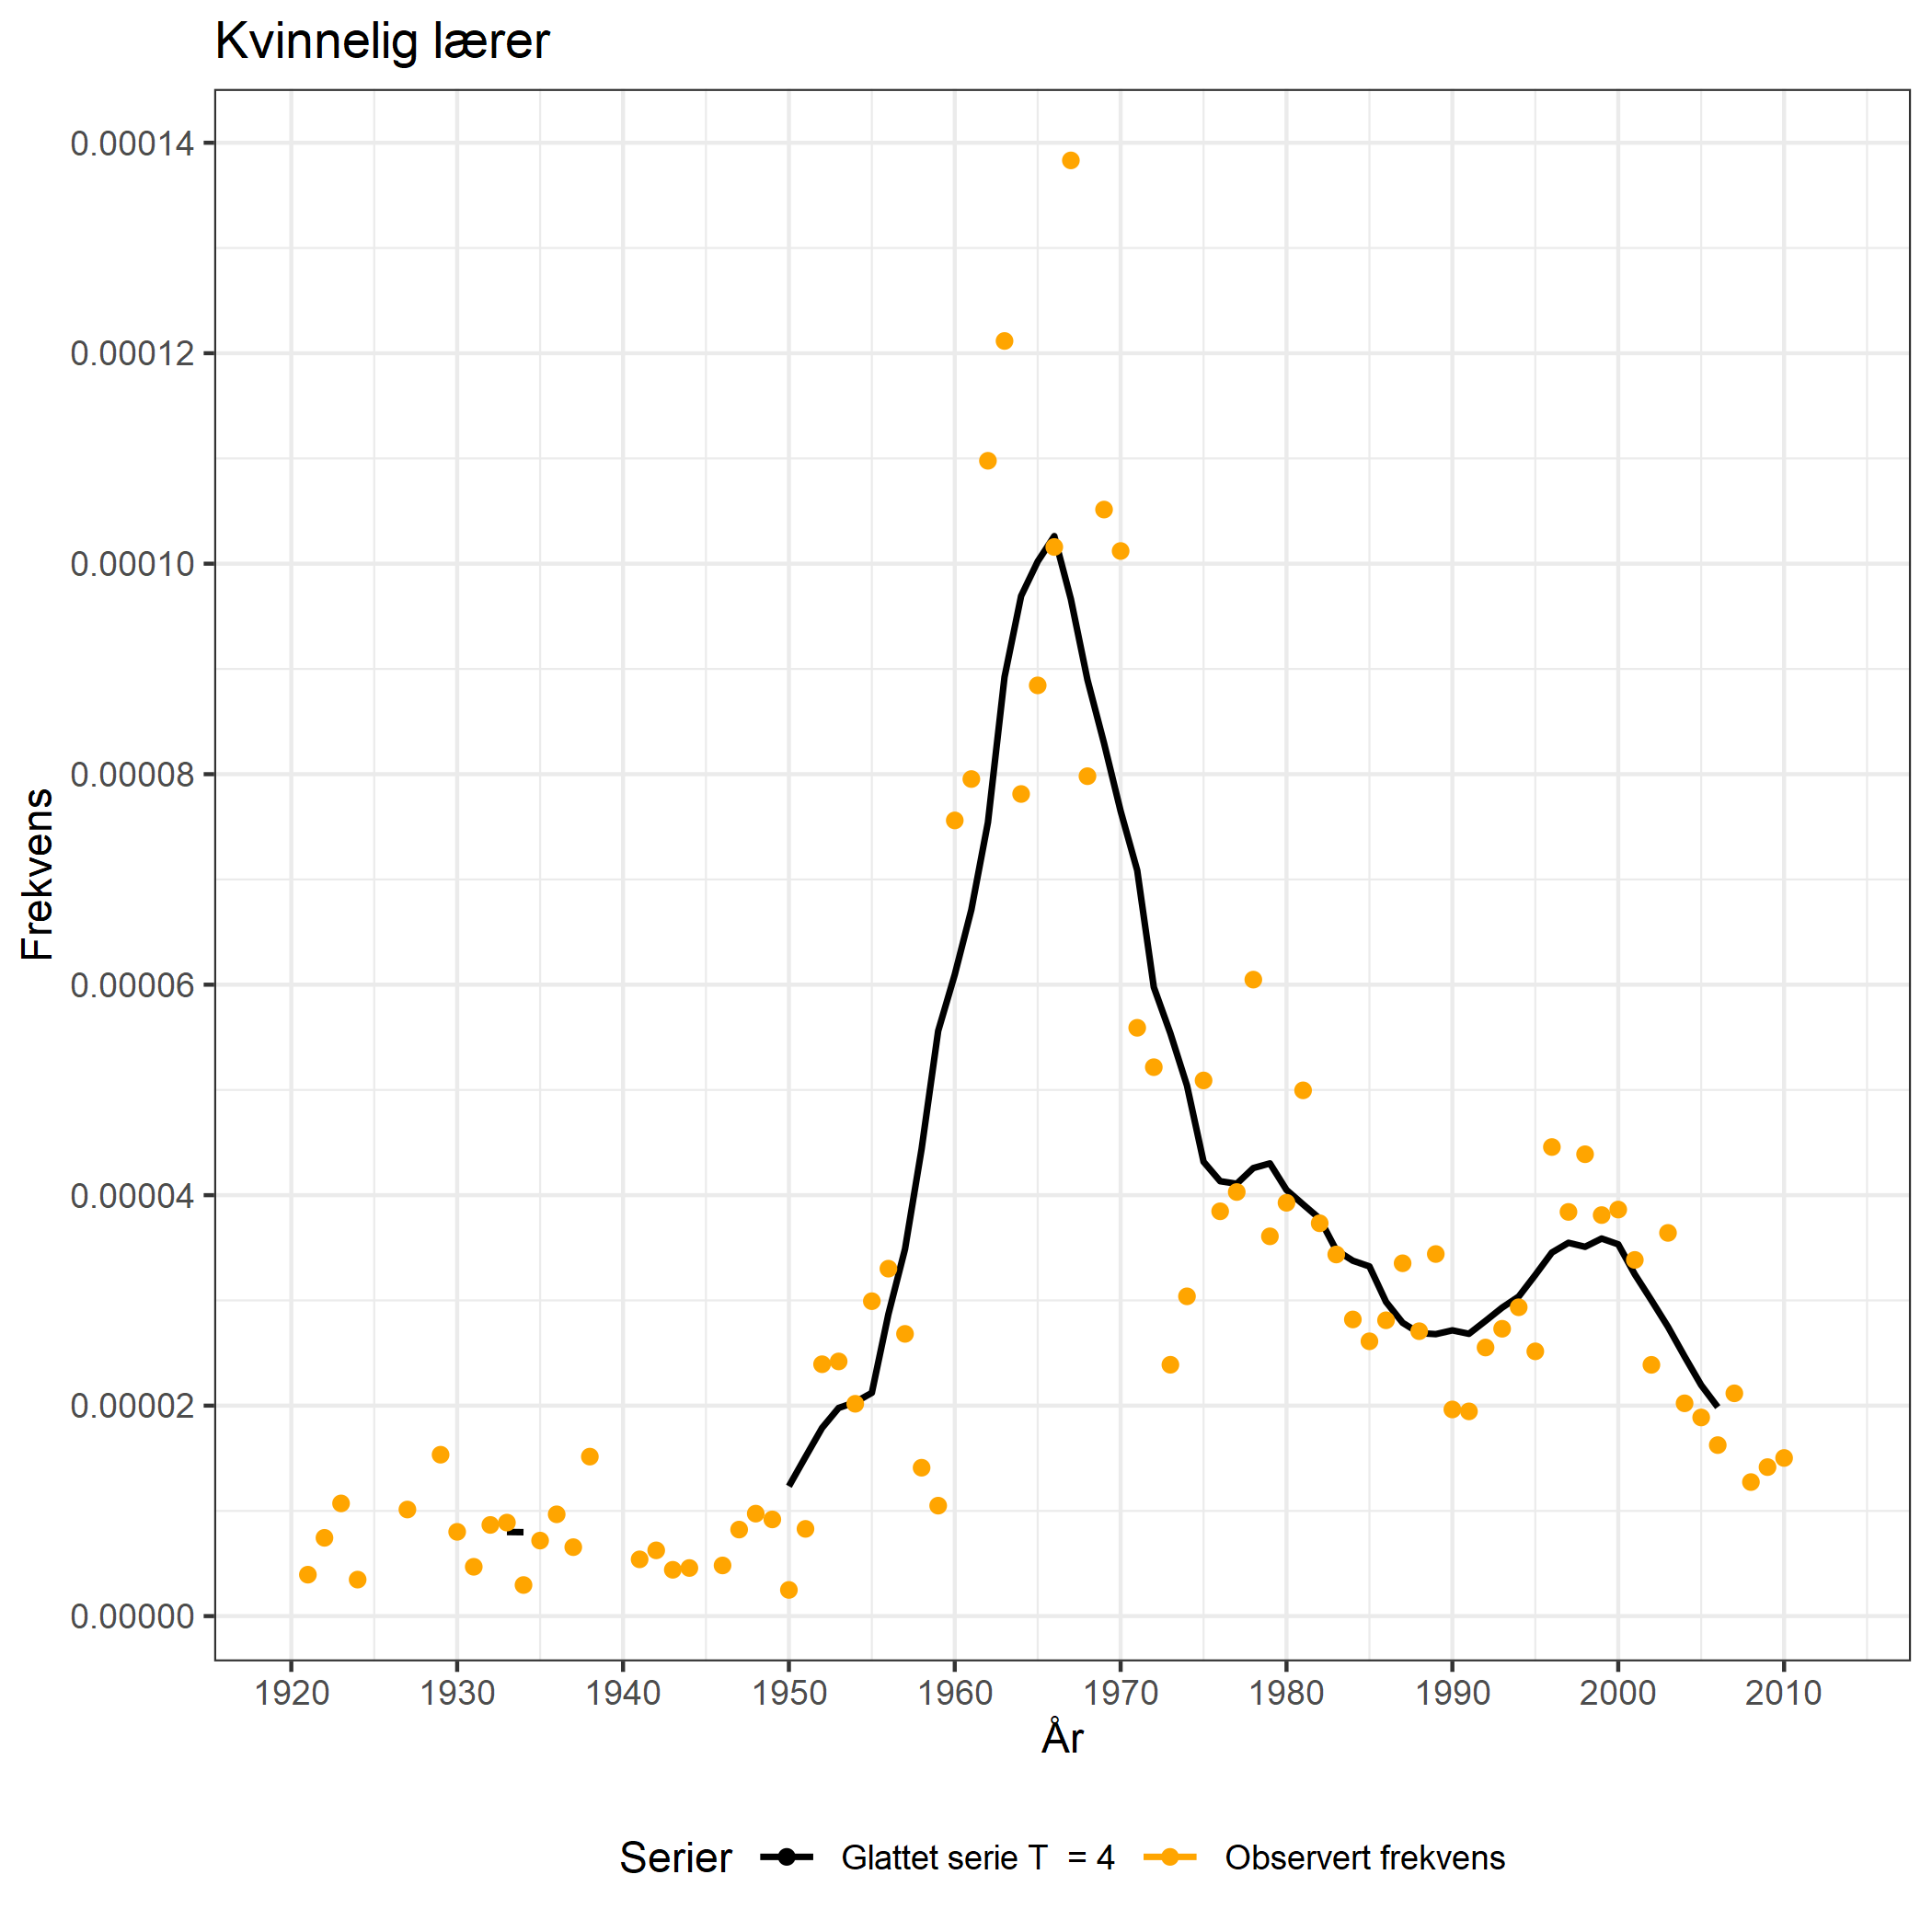 Kvinnelig lærer
0.00014
0.00012
0.00010
0.00008
0.00006
0.00004
0.00002
0.00000
Frekvens
1920 1930 1940 1950 1960 1970 1980 1990 2000 2010
År
Serier Glattet serie T = 4 Observert frekvens